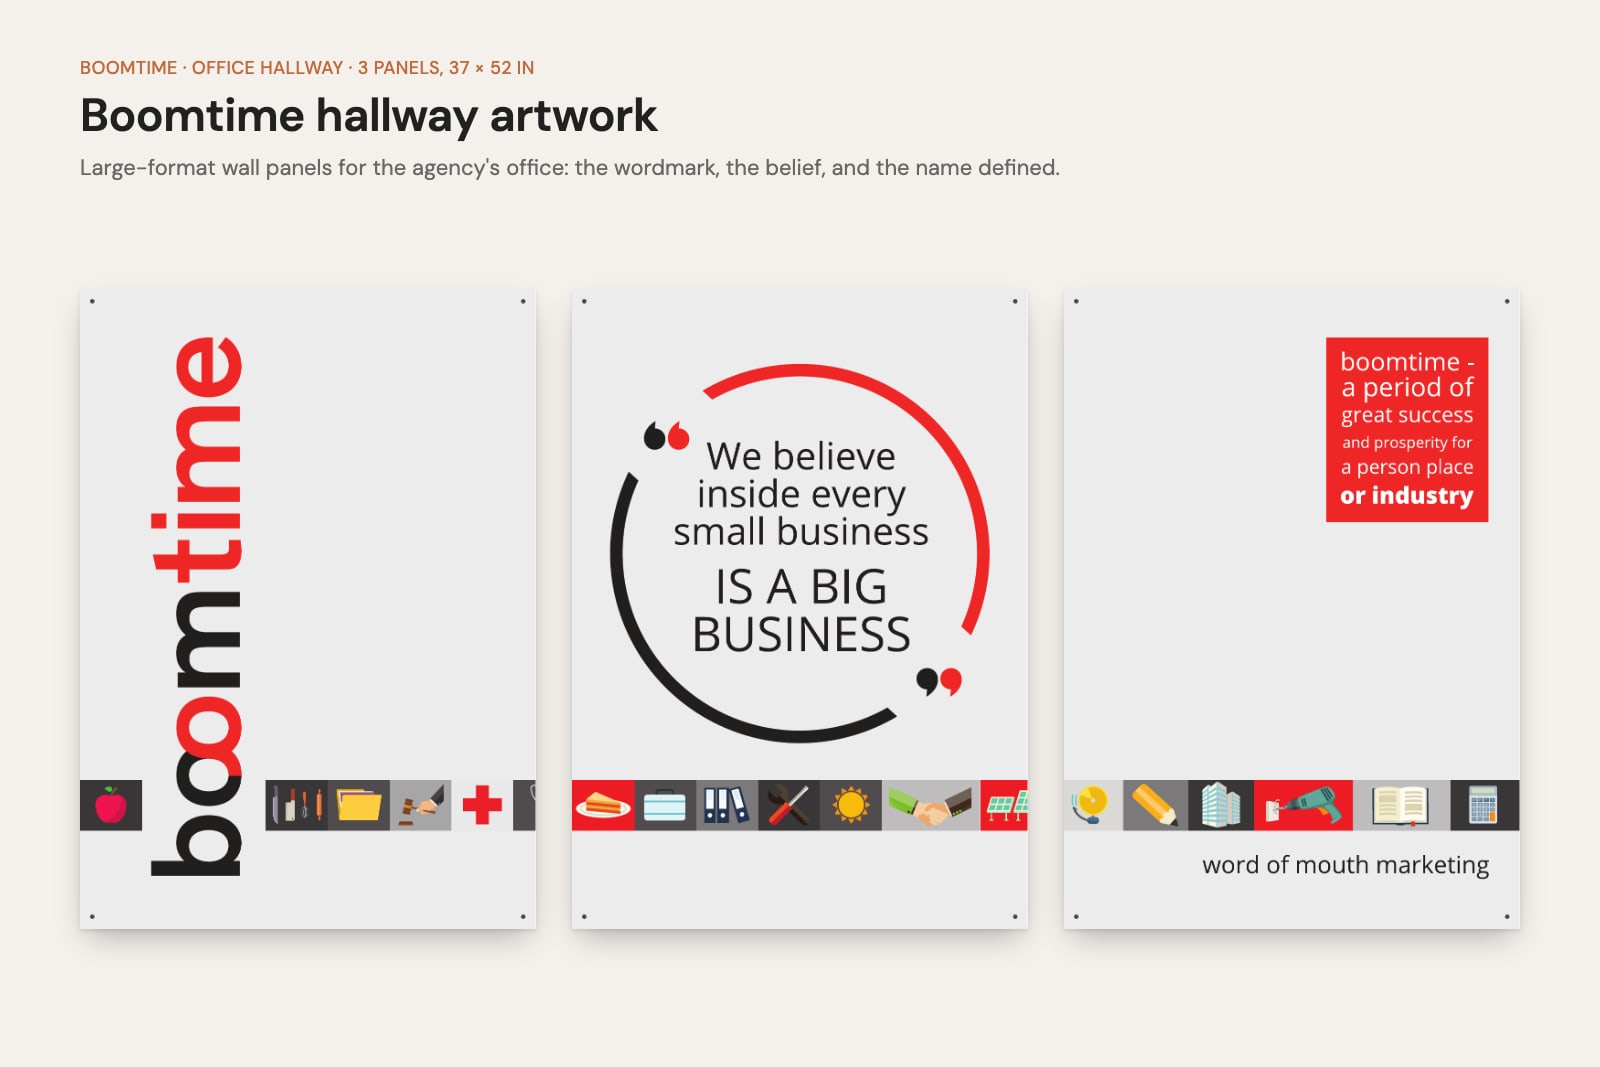 BOOMTIME · OFFICE HALLWAY · 3 PANELS, 37 × 52 IN
Boomtime hallway artwork
Large-format wall panels for the agency's office: the wordmark, the belief, and the name defined.
boomtime
“We believe
inside every
small business
IS A BIG
BUSINESS”
boomtime -
a period of
great success
and prosperity for
a person place
or industry
word of mouth marketing